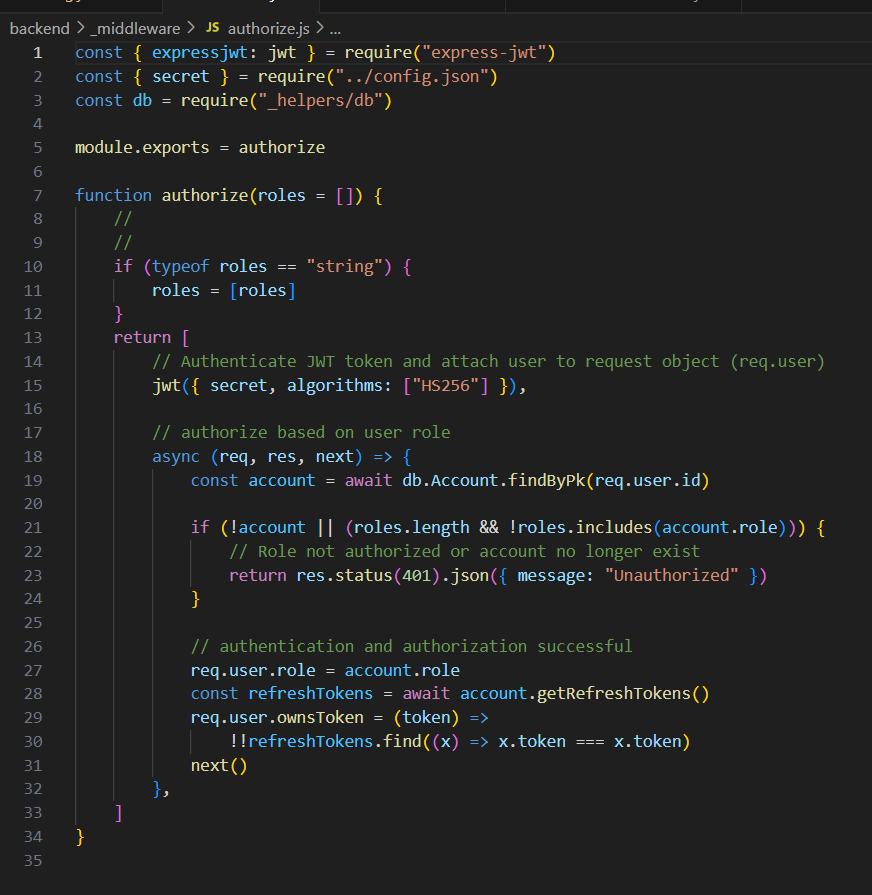 backend > _middleware > JS authorize.js > ...
1 const { expressjwt: jwt } = require("express-jwt")
2 const { secret } = require("../config.json")
3 const db = require("_helpers/db")
4
5 module.exports = authorize
6
7 function authorize(roles = []) {
8     //
9     //
10     if (typeof roles == "string") {
11         roles = [roles]
12     }
13     return [
14         // Authenticate JWT token and attach user to request object (req.user)
15         jwt({ secret, algorithms: ["HS256"] }),
16
17         // authorize based on user role
18         async (req, res, next) => {
19             const account = await db.Account.findByPk(req.user.id)
20
21             if (!account || (roles.length && !roles.includes(account.role))) {
22                 // Role not authorized or account no longer exist
23                 return res.status(401).json({ message: "Unauthorized" })
24             }
25
26             // authentication and authorization successful
27             req.user.role = account.role
28             const refreshTokens = await account.getRefreshTokens()
29             req.user.ownsToken = (token) =>
30                 !!refreshTokens.find((x) => x.token === x.token)
31             next()
32         },
33     ]
34 }
35